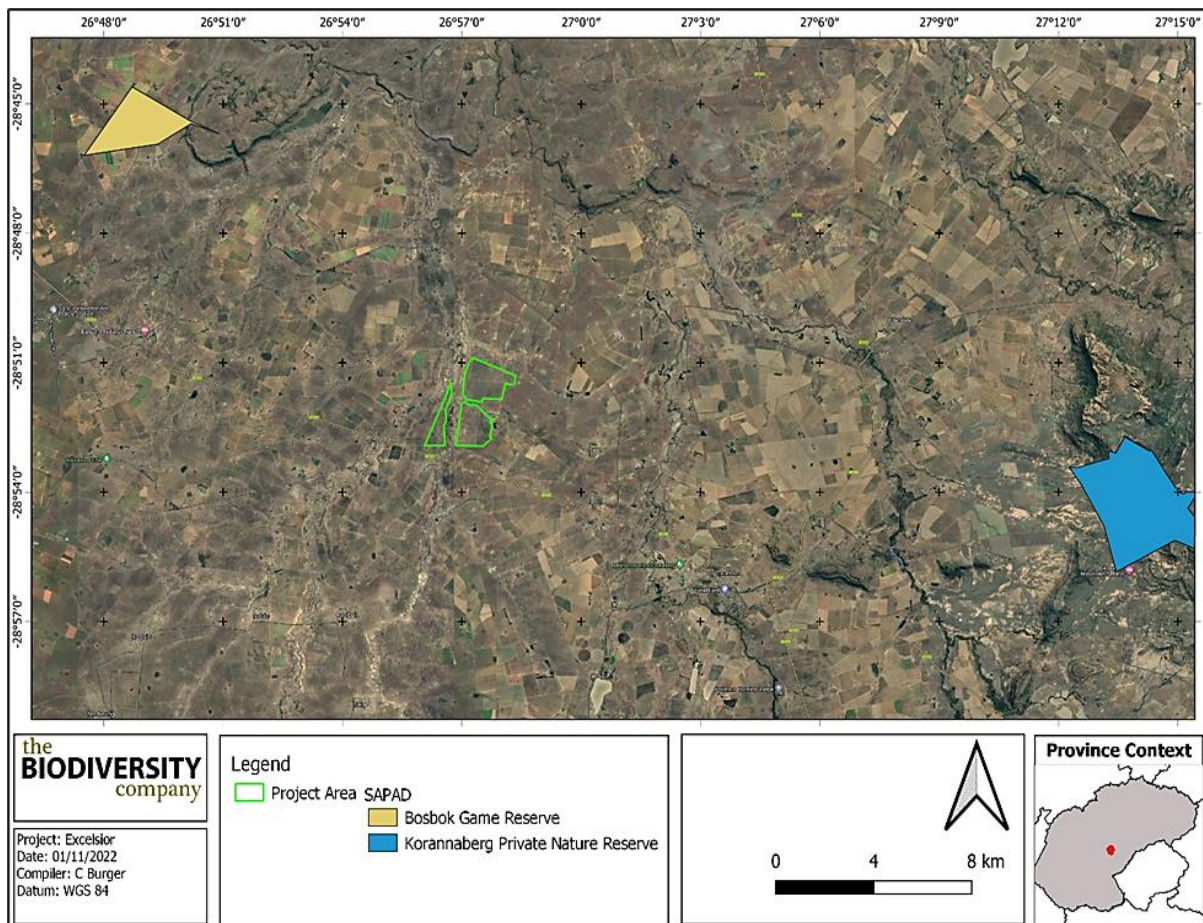 26°48'0" 26°51'0" 26°54'0" 26°57'0" 27°0'0" 27°3'0" 27°6'0" 27°9'0" 27°12'0" 27°15'0"
-28°45'0"
-28°48'0"
-28°51'0"
-28°54'0"
-28°57'0"
the
BIODIVERSITY
company
Project: Excelsior
Date: 01/11/2022
Compiler: C Burger
Datum: WGS 84
Legend
Project Area
SAPAD
Bosbok Game Reserve
Korannaberg Private Nature Reserve
0 4 8 km
Province Context